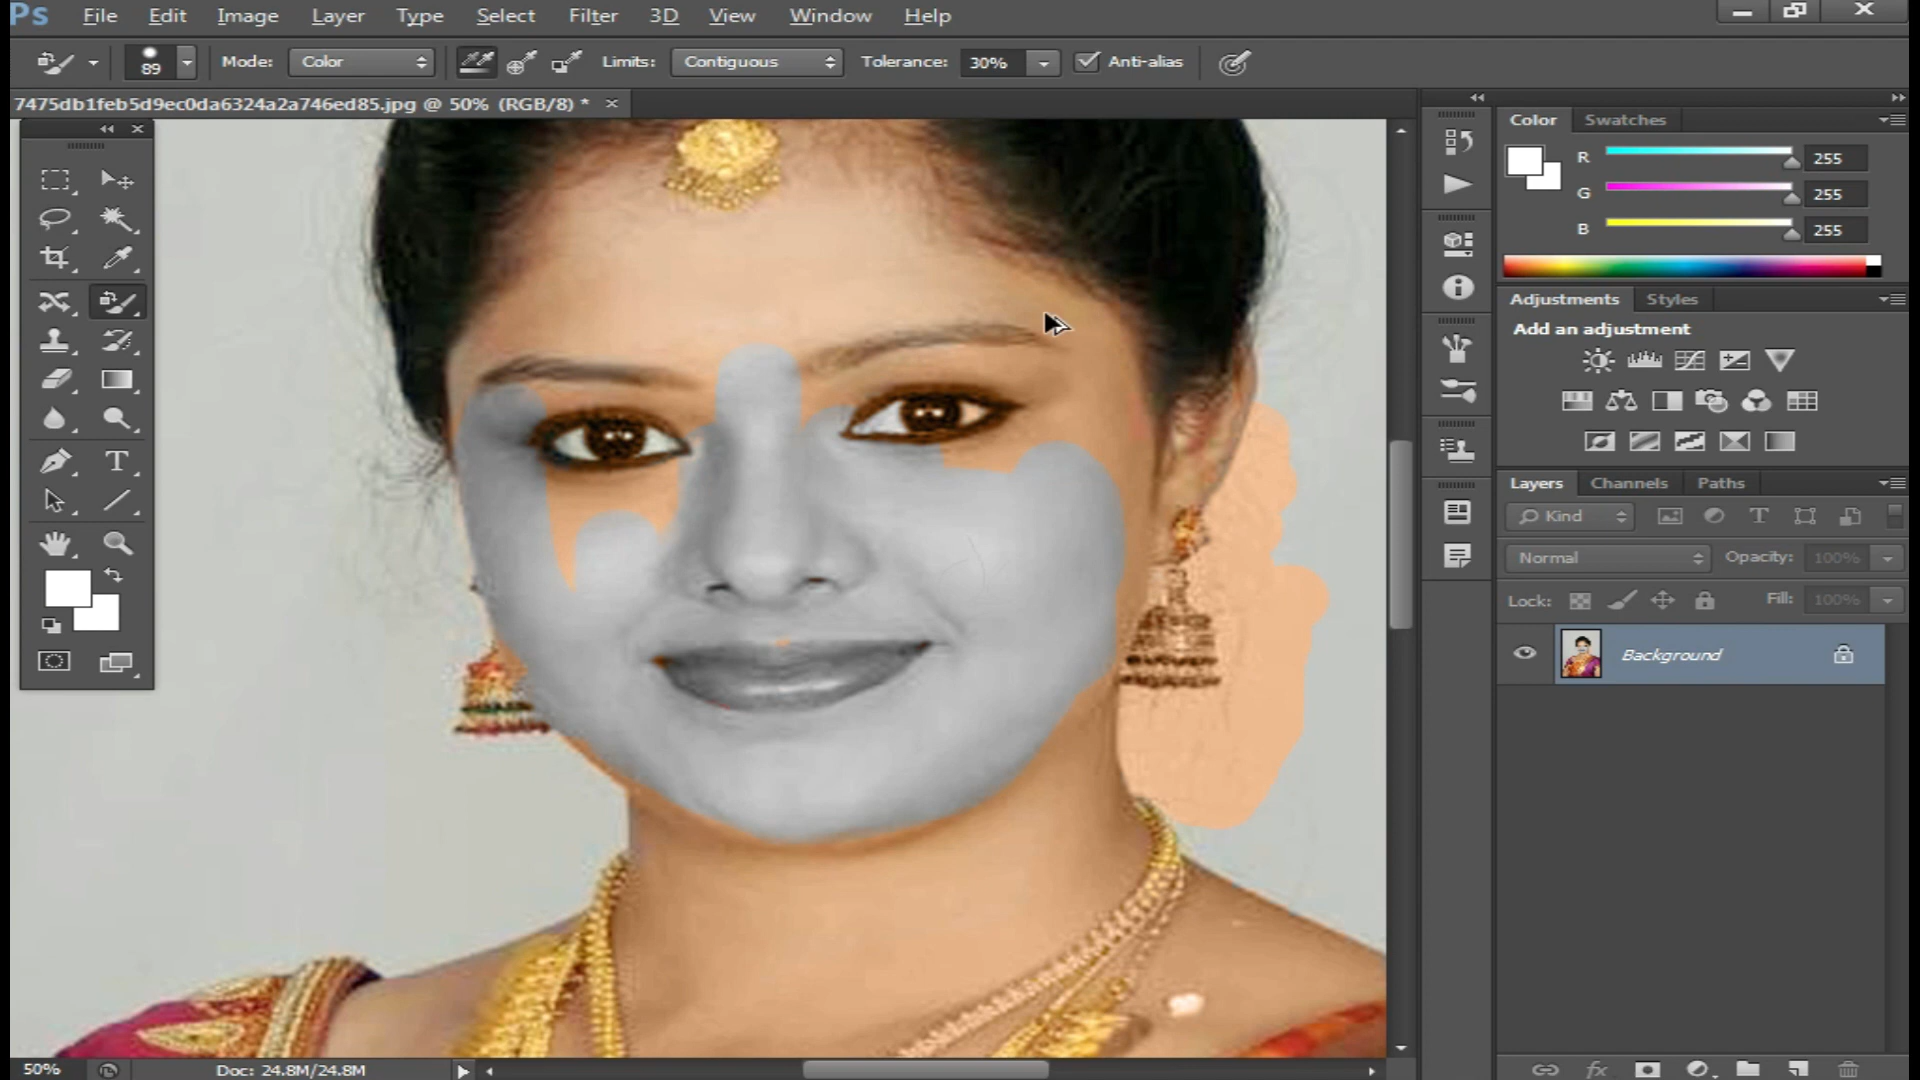 Ps File Edit Image Layer Type Select Filter 3D View Window Help
89 Mode: Color Limits: Contiguous Tolerance: 30% Anti-alias
7475db1feb5d9ec0da6324a2a746ed85.jpg @ 50% (RGB/8) * ×
Color Swatches
R 255
G 255
B 255
Adjustments Styles
Add an adjustment
Layers Channels Paths
Kind
Normal Opacity: 100%
Lock: Fill: 100%
Background
50% Doc: 24.8M/24.8M